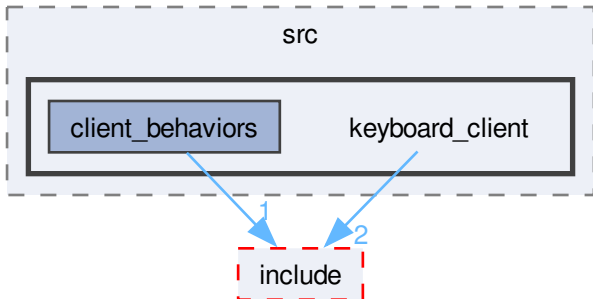 src
client_behaviors
keyboard_client
1
2
include